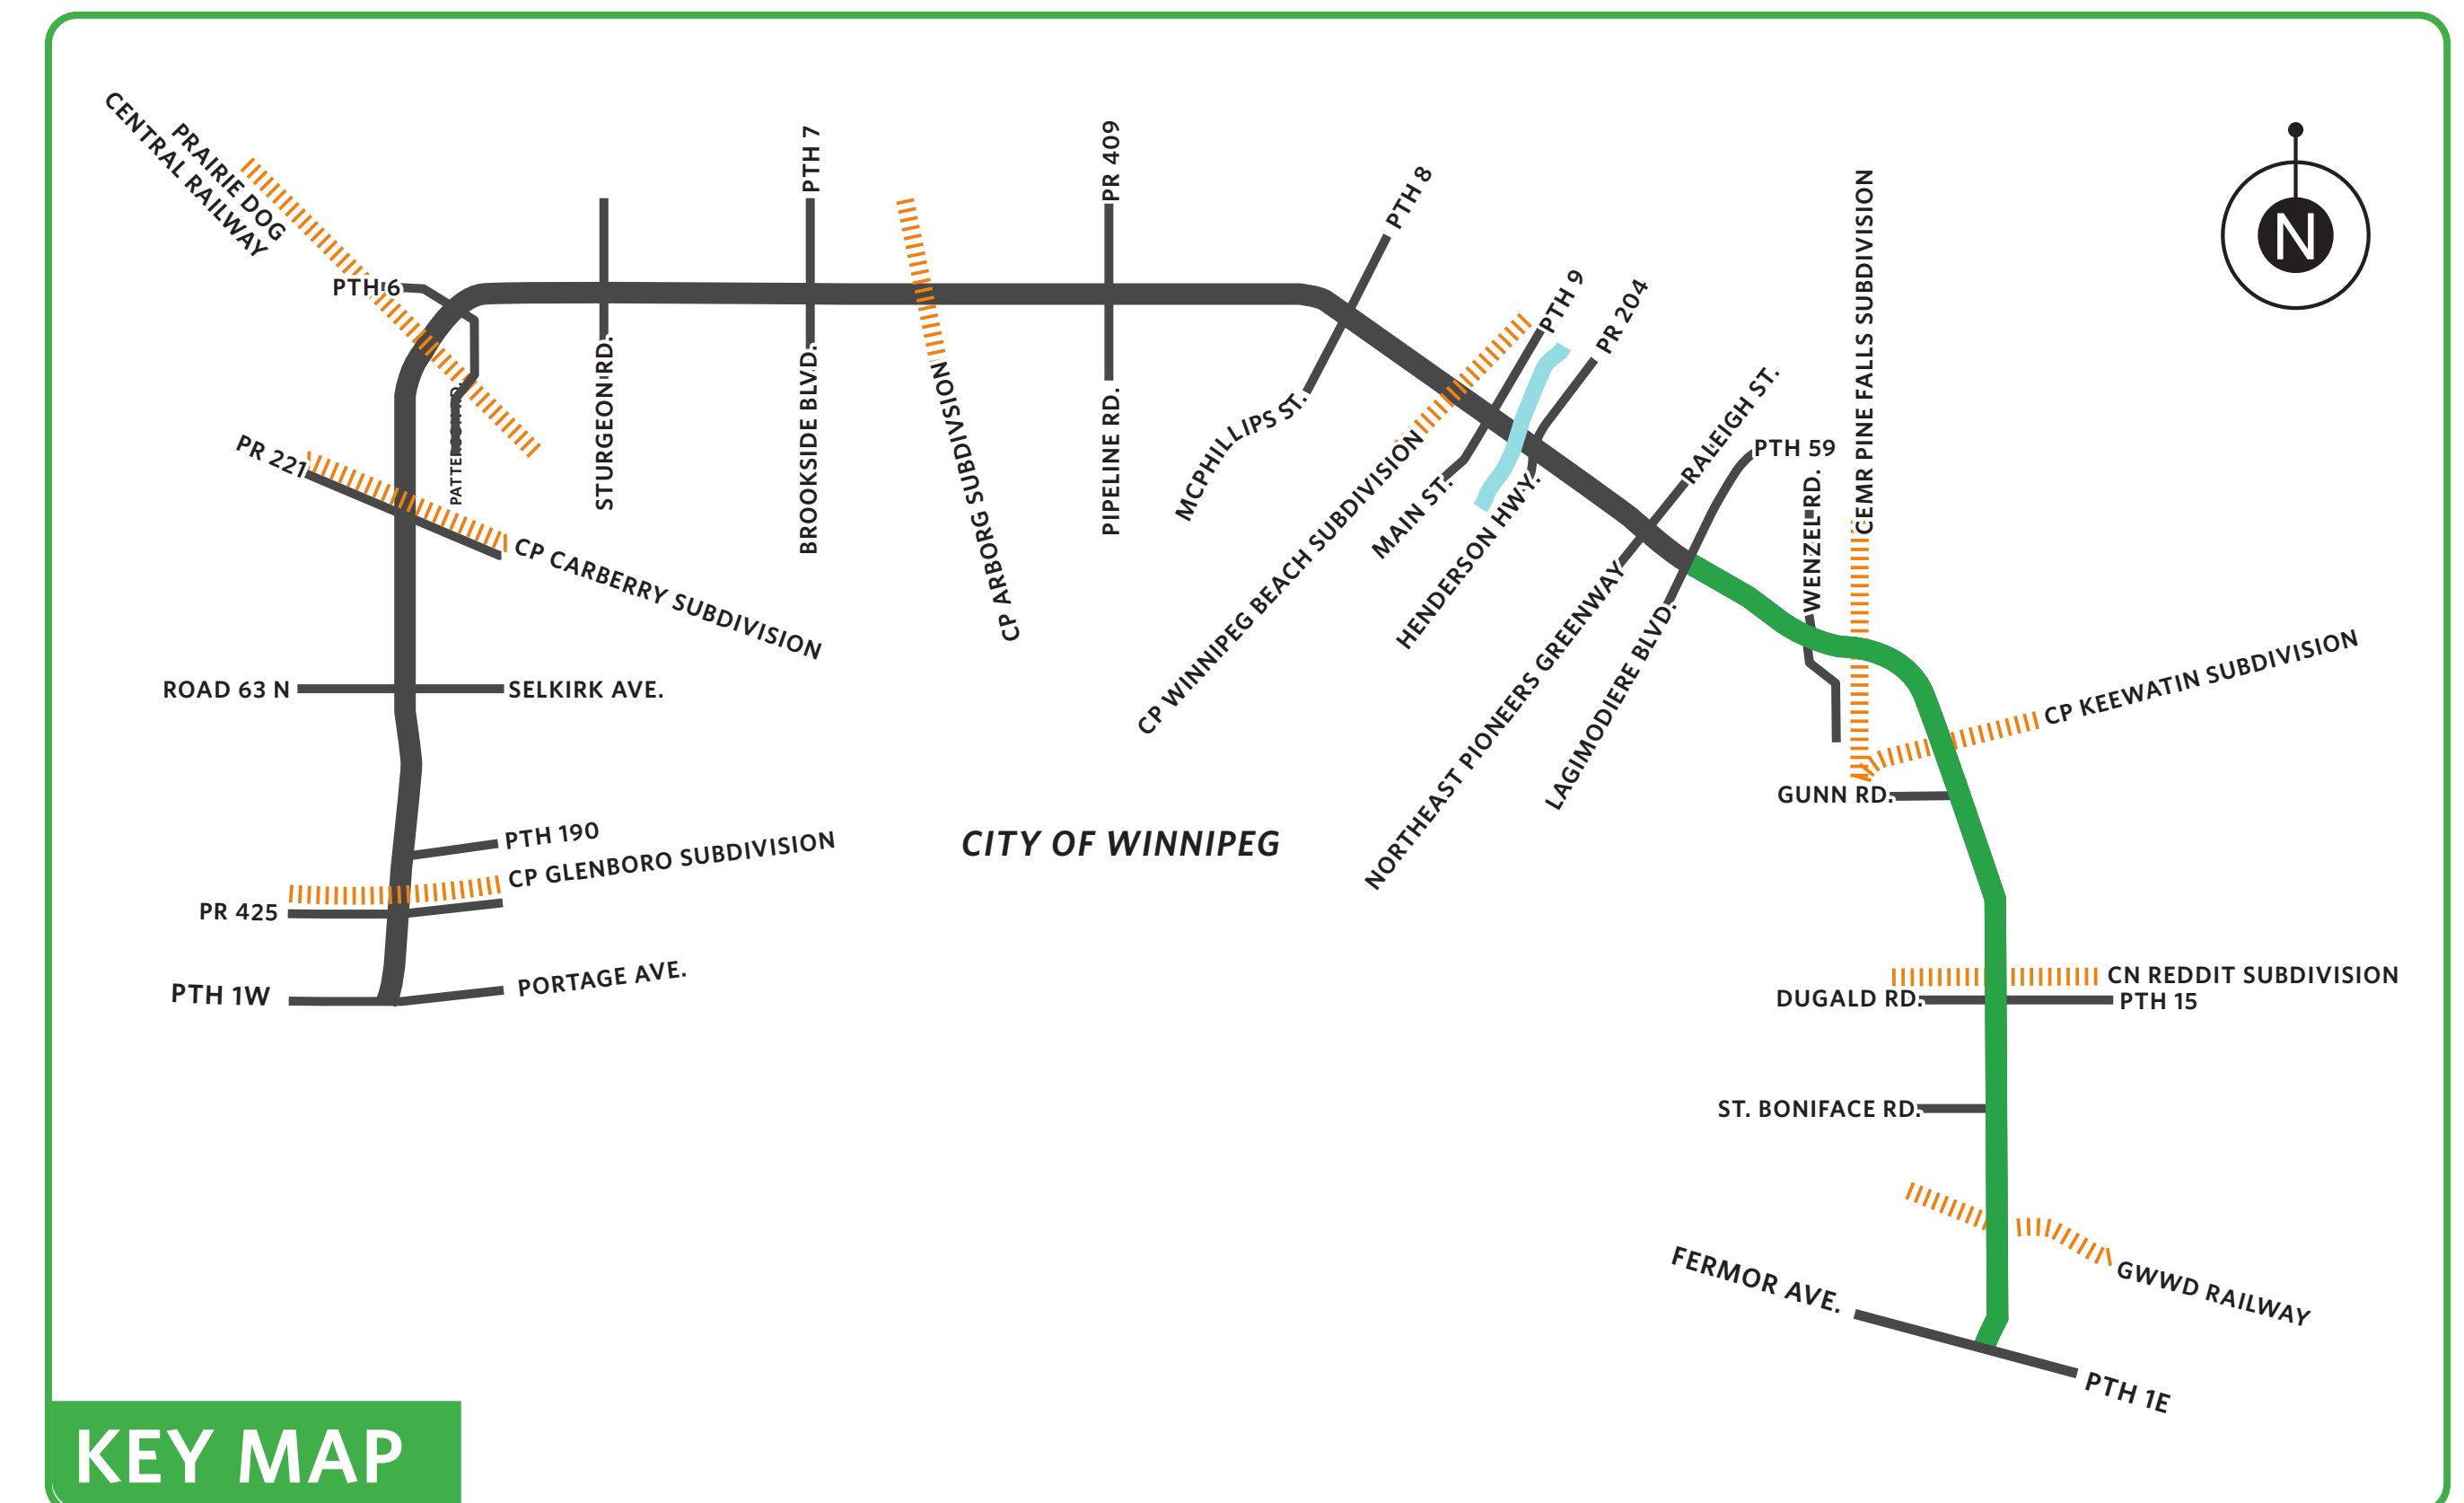 CENTRAL RAILWAY
PRAIRIE DOG
PTH 6
PATTERSON RD.
STURGEON RD.
PTH 7
BROOKSIDE BLVD.
CP ARBORG SUBDIVISION
PR 409
PIPELINE RD.
PTH 8
MCPHILLIPS ST.
CP WINNIPEG BEACH SUBDIVISION
PTH 9
MAIN ST.
PR 204
HENDERSON HWY.
RALEIGH ST.
NORTHEAST PIONEERS GREENWAY
PTH 59
LAGIMODIERE BLVD.
WENZEL RD.
CEMR PINE FALLS SUBDIVISION
N
PR 221
CP CARBERRY SUBDIVISION
ROAD 63 N
SELKIRK AVE.
CP KEEWATIN SUBDIVISION
GUNN RD.
PTH 190
CP GLENBORO SUBDIVISION
CITY OF WINNIPEG
PR 425
PTH 1W
PORTAGE AVE.
CN REDDIT SUBDIVISION
DUGALD RD.
PTH 15
ST. BONIFACE RD.
GWWD RAILWAY
FERMOR AVE.
PTH 1E
KEY MAP